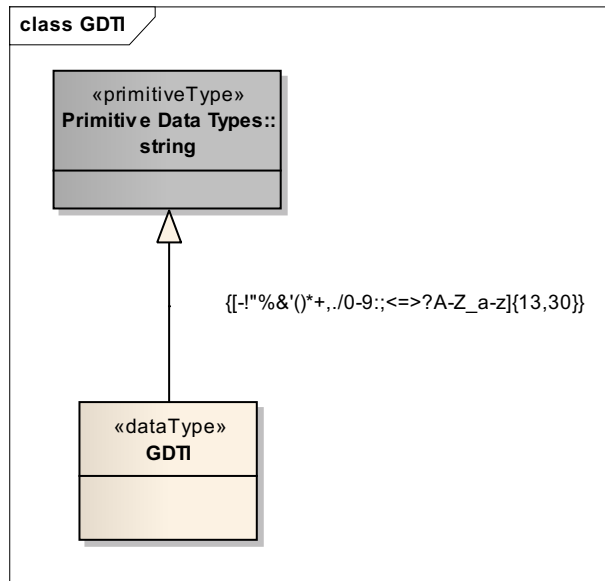 class GDTI
«primitiveType»
Primitive Data Types::
string
{[-!"%&'()*+,./0-9:;<=>?A-Z_a-z]{13,30}}
«dataType»
GDTI